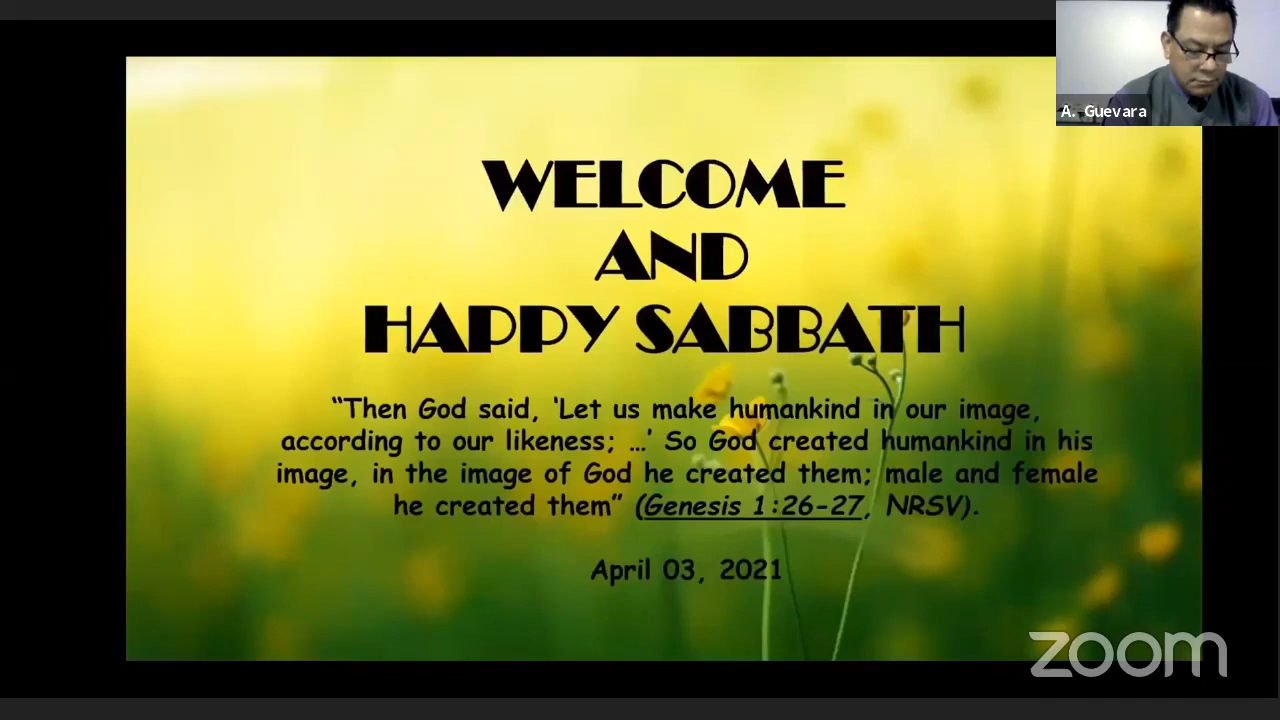 A. Guevara
WELCOME
AND
HAPPY SABBATH
“Then God said, ‘Let us make humankind in our image,
according to our likeness; …’ So God created humankind in his
image, in the image of God he created them; male and female
he created them” (Genesis 1:26-27, NRSV).
April 03, 2021
zoom